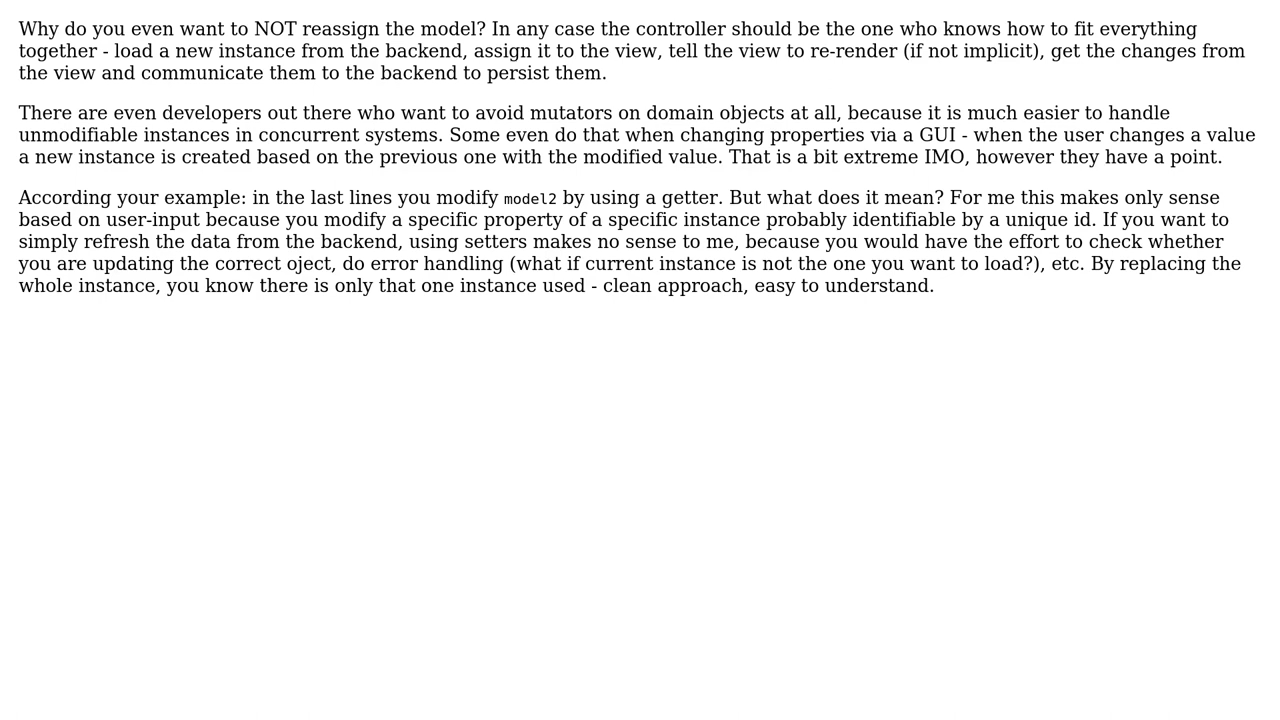 Why do you even want to NOT reassign the model? In any case the controller should be the one who knows how to fit everything
together - load a new instance from the backend, assign it to the view, tell the view to re-render (if not implicit), get the changes from
the view and communicate them to the backend to persist them.
There are even developers out there who want to avoid mutators on domain objects at all, because it is much easier to handle
unmodifiable instances in concurrent systems. Some even do that when changing properties via a GUI - when the user changes a value
a new instance is created based on the previous one with the modified value. That is a bit extreme IMO, however they have a point.
According your example: in the last lines you modify model2 by using a getter. But what does it mean? For me this makes only sense
based on user-input because you modify a specific property of a specific instance probably identifiable by a unique id. If you want to
simply refresh the data from the backend, using setters makes no sense to me, because you would have the effort to check whether
you are updating the correct oject, do error handling (what if current instance is not the one you want to load?), etc. By replacing the
whole instance, you know there is only that one instance used - clean approach, easy to understand.